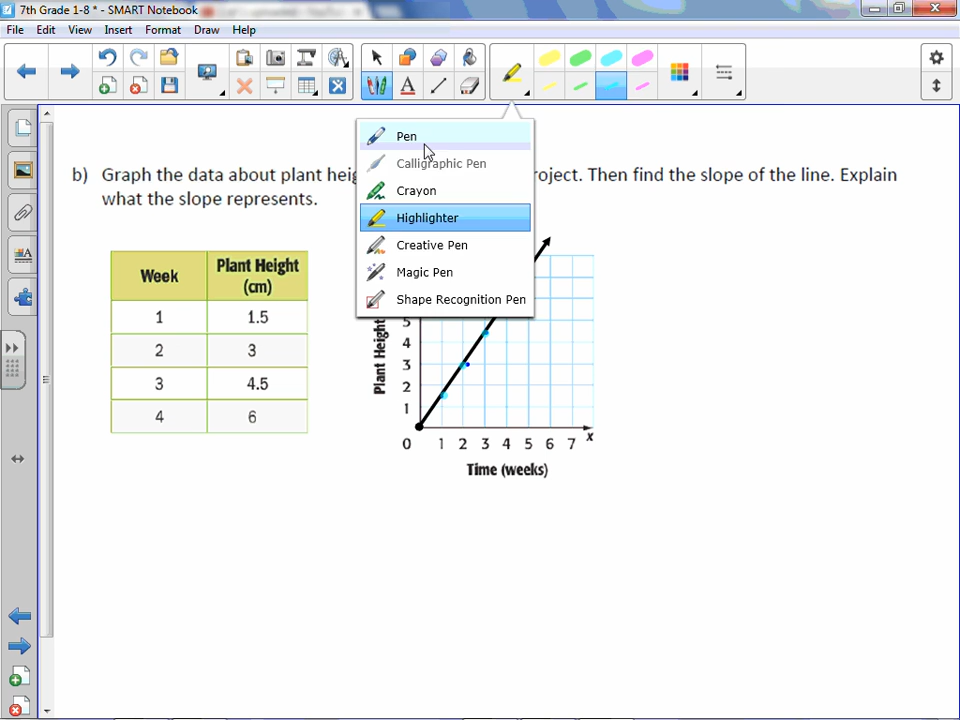 7th Grade 1-8 * - SMART Notebook
File Edit View Insert Format Draw Help
Pen
Calligraphic Pen
Crayon
Highlighter
Creative Pen
Magic Pen
Shape Recognition Pen
b) Graph the data about plant roject. Then find the slope of the line. Explain
what the slope represents.
Week Plant Height (cm)
1 1.5
2 3
3 4.5
4 6
Plant Height
5
4
3
2
1
0 1 2 3 4 5 6 7 x
Time (weeks)